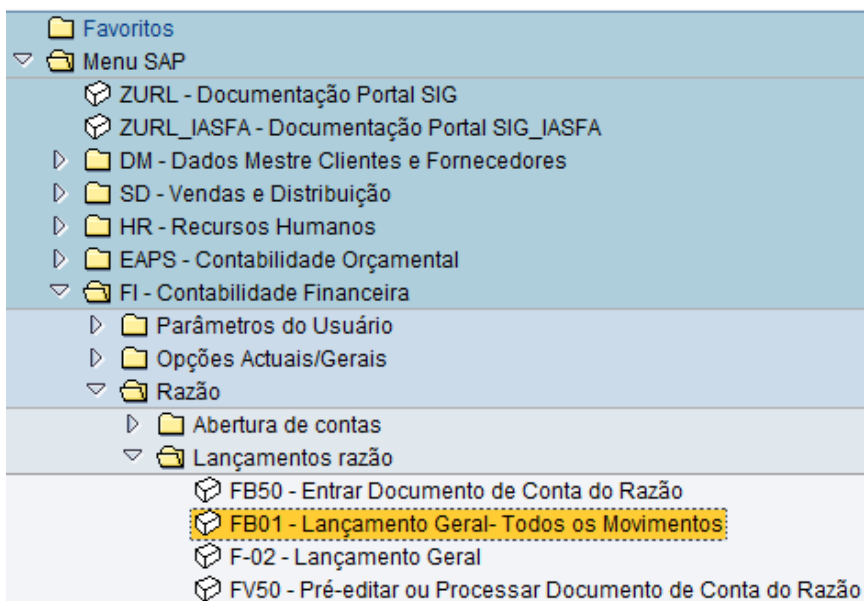 Favoritos
Menu SAP
ZURL - Documentação Portal SIG
ZURL_IASFA - Documentação Portal SIG_IASFA
DM - Dados Mestre Clientes e Fornecedores
SD - Vendas e Distribuição
HR - Recursos Humanos
EAPS - Contabilidade Orçamental
FI - Contabilidade Financeira
Parâmetros do Usuário
Opções Actuais/Gerais
Razão
Abertura de contas
Lançamentos razão
FB50 - Entrar Documento de Conta do Razão
FB01 - Lançamento Geral- Todos os Movimentos
F-02 - Lançamento Geral
FV50 - Pré-editar ou Processar Documento de Conta do Razão